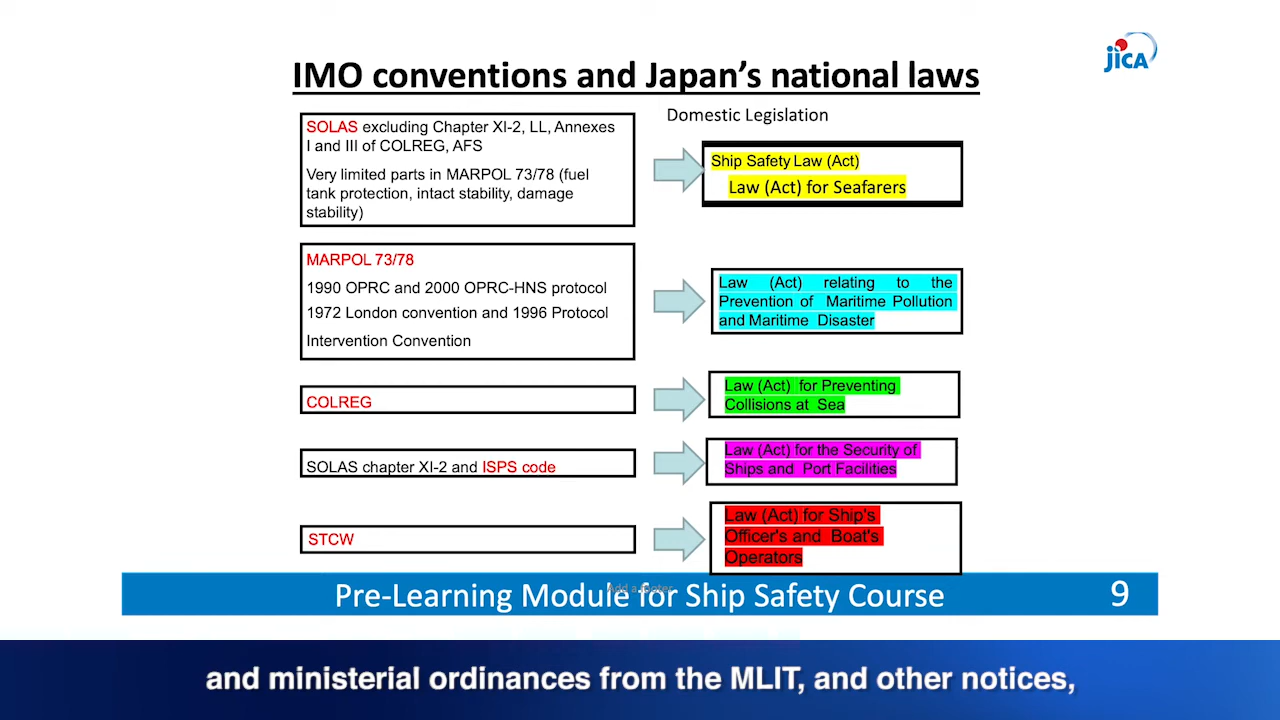 JICA
IMO conventions and Japan's national laws
Domestic Legislation
SOLAS excluding Chapter XI-2, LL, Annexes
I and III of COLREG, AFS
Very limited parts in MARPOL 73/78 (fuel
tank protection, intact stability, damage
stability)
Ship Safety Law (Act)
Law (Act) for Seafarers
MARPOL 73/78
1990 OPRC and 2000 OPRC-HNS protocol
1972 London convention and 1996 Protocol
Intervention Convention
Law (Act) relating to the
Prevention of Maritime Pollution
and Maritime Disaster
COLREG
Law (Act) for Preventing
Collisions at Sea
SOLAS chapter XI-2 and ISPS code
Law (Act) for the Security of
Ships and Port Facilities
STCW
Law (Act) for Ship's
Officer's and Boat's
Operators
Add a footer
Pre-Learning Module for Ship Safety Course
9
and ministerial ordinances from the MLIT, and other notices,